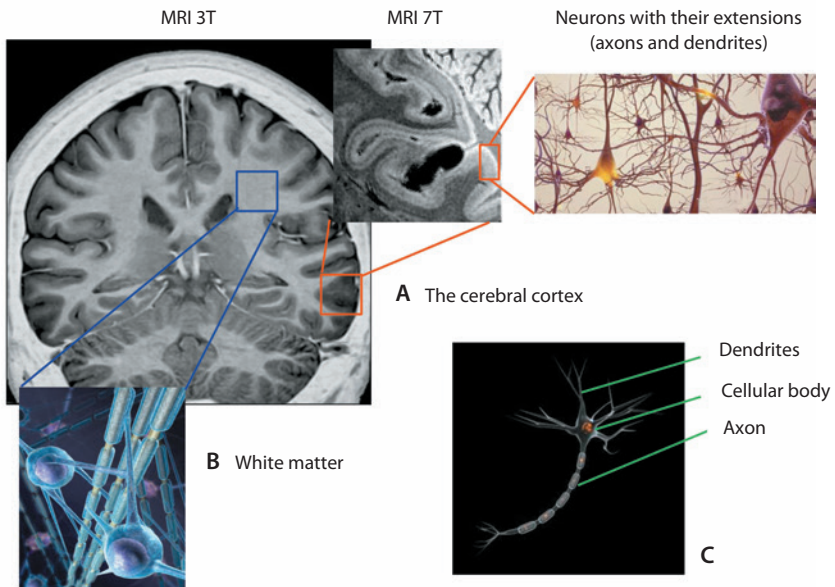 MRI 3T
MRI 7T
Neurons with their extensions
(axons and dendrites)
A The cerebral cortex
Dendrites
Cellular body
Axon
B White matter
C